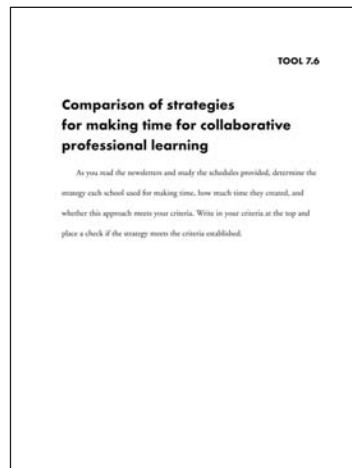 TOOL 7.6
Comparison of strategies
for making time for collaborative
professional learning
As you read the newsletters and study the schedules provided, determine the
strategy each school used for making time, how much time they created, and
whether this approach meets your criteria. Write in your criteria at the top and
place a check if the strategy meets the criteria established.